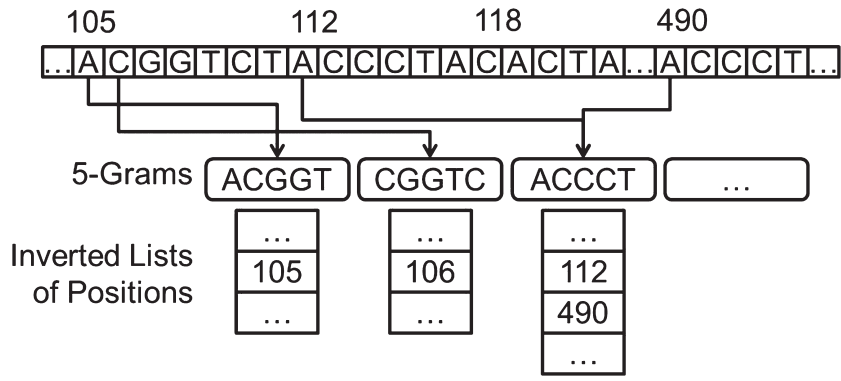 105 112 118 490
...ACGGTCTACCCTACACTA...ACCCT...
5-Grams ACGGT CGGTC ACCCT ...
... ... ...
Inverted Lists
105 106 112
of Positions
490
... ...
...